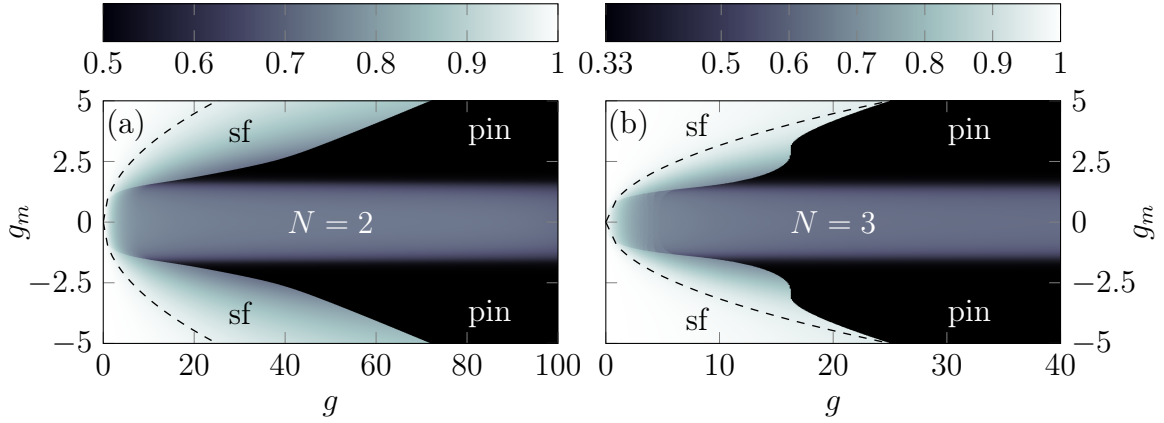 0.5 0.6 0.7 0.8 0.9 1
0.33 0.5 0.6 0.7 0.8 0.9 1
(a) sf pin
N = 2
sf pin
5
2.5
0
−2.5
−5
g_m
0 20 40 60 80 100
g
(b) sf pin
N = 3
sf pin
5
2.5
0
−2.5
−5
g_m
0 10 20 30 40
g